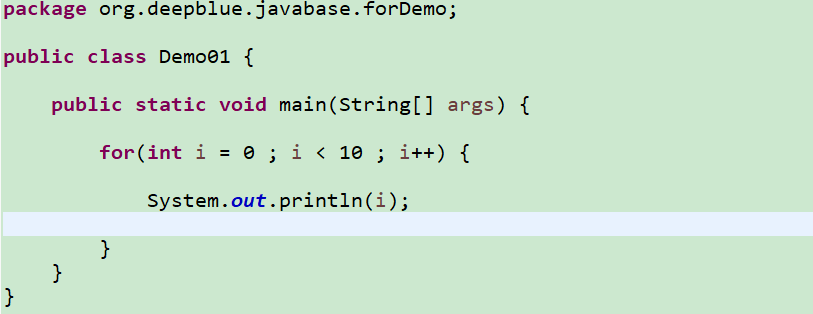 package org.deepblue.javabase.forDemo;
public class Demo01 {
public static void main(String[] args) {
for(int i = 0 ; i < 10 ; i++) {
System.out.println(i);
}
}
}